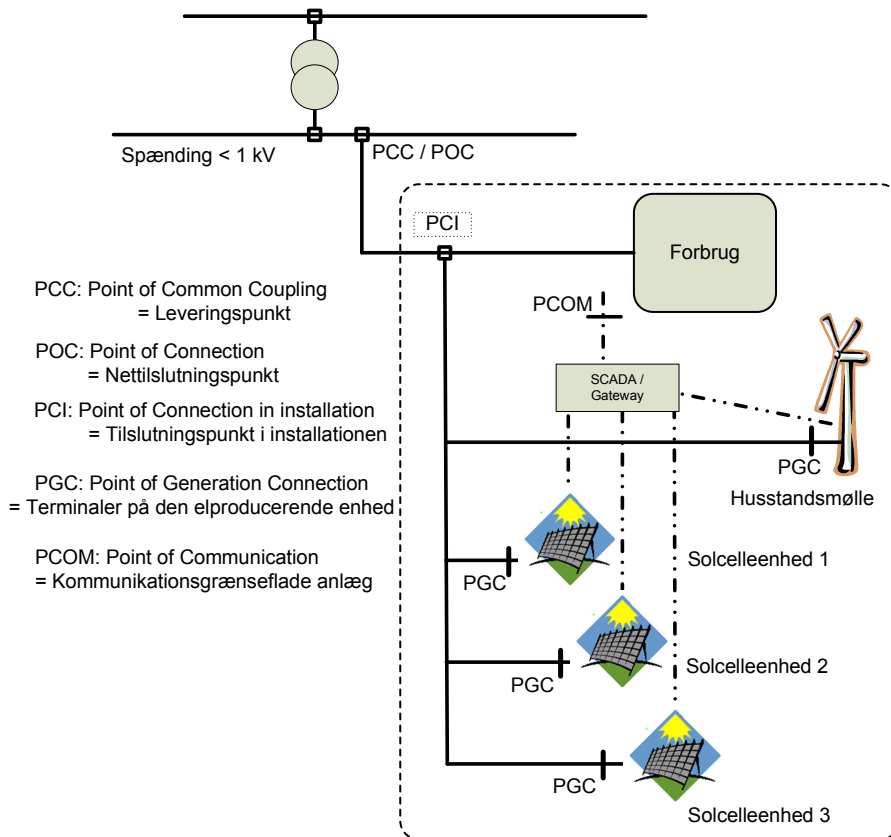 Spænding < 1 kV
PCC / POC
PCI
Forbrug
PCC: Point of Common Coupling
= Leveringspunkt
POC: Point of Connection
= Nettilslutningspunkt
PCI: Point of Connection in installation
= Tilslutningspunkt i installationen
PGC: Point of Generation Connection
= Terminaler på den elproducerende enhed
PCOM: Point of Communication
= Kommunikationsgrænseflade anlæg
PCOM
SCADA /
Gateway
PGC
Husstandsmølle
PGC
Solcelleenhed 1
PGC
Solcelleenhed 2
PGC
Solcelleenhed 3